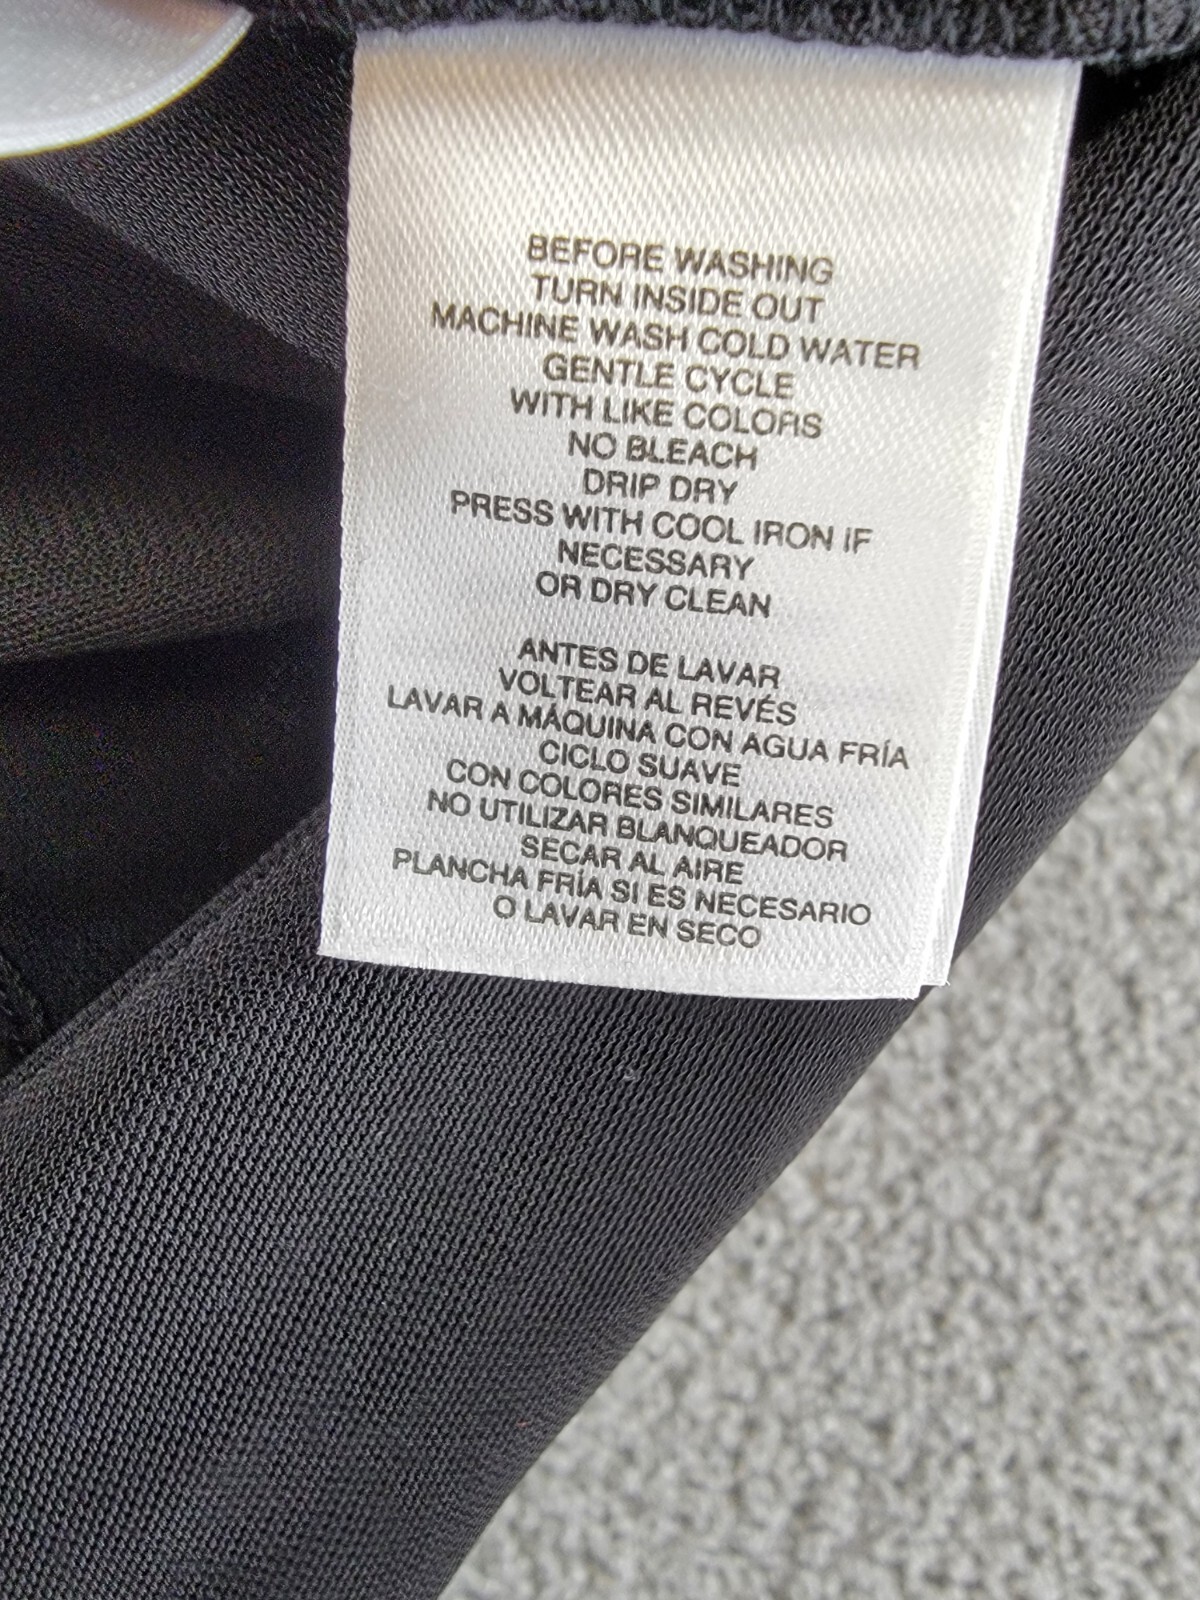 BEFORE WASHING
TURN INSIDE OUT
MACHINE WASH COLD WATER
GENTLE CYCLE
WITH LIKE COLORS
NO BLEACH
DRIP DRY
PRESS WITH COOL IRON IF
NECESSARY
OR DRY CLEAN
ANTES DE LAVAR
VOLTEAR AL REVÉS
LAVAR A MÁQUINA CON AGUA FRÍA
CICLO SUAVE
CON COLORES SIMILARES
NO UTILIZAR BLANQUEADOR
SECAR AL AIRE
PLANCHA FRÍA SI ES NECESARIO
O LAVAR EN SECO